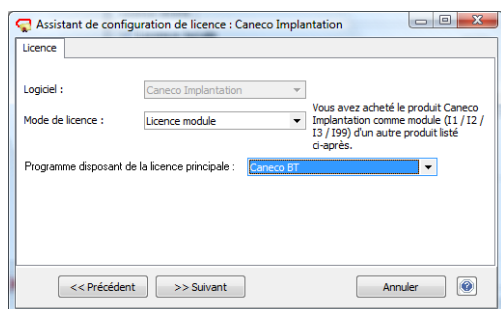 Assistant de configuration de licence : Caneco Implantation
Licence
Logiciel :
Caneco Implantation
Mode de licence :
Licence module
Vous avez acheté le produit Caneco
Implantation comme module (I1 / I2 /
I3 / I99) d'un autre produit listé
ci-après.
Programme disposant de la licence principale :
Caneco BT
<< Précédent
>> Suivant
Annuler